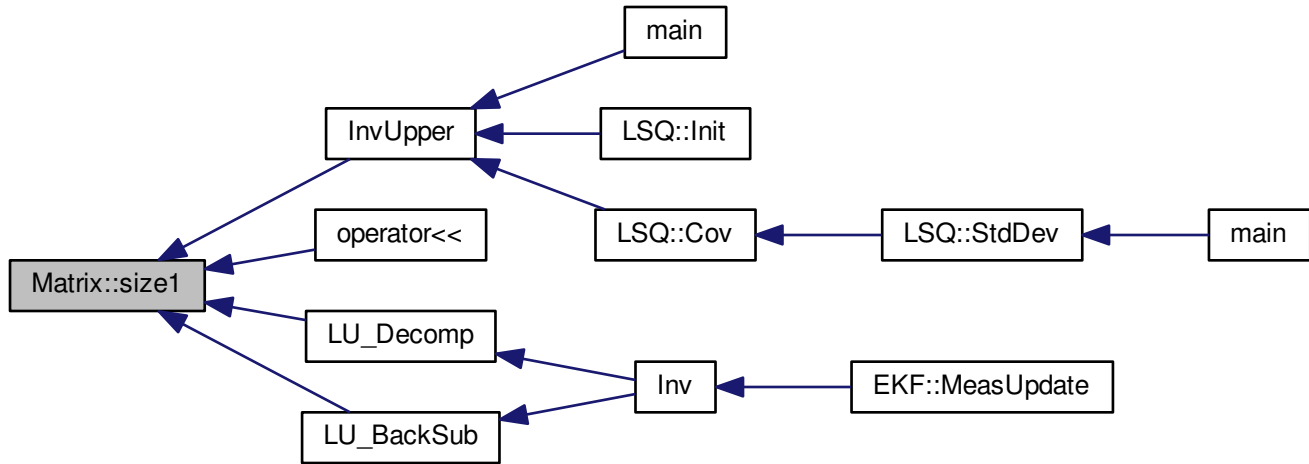 main
InvUpper
LSQ::Init
operator<<
LSQ::Cov
LSQ::StdDev
main
Matrix::size1
LU_Decomp
Inv
EKF::MeasUpdate
LU_BackSub